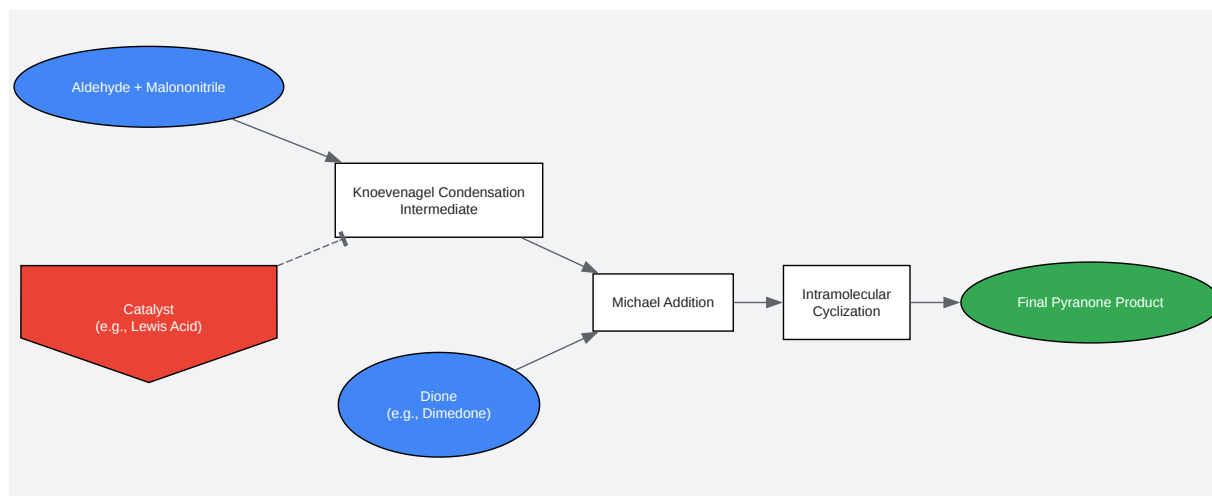 Aldehyde + Malononitrile
Knoevenagel Condensation
Intermediate
Catalyst
(e.g., Lewis Acid)
Dione
(e.g., Dimedone)
Michael Addition
Intramolecular
Cyclization
Final Pyranone Product